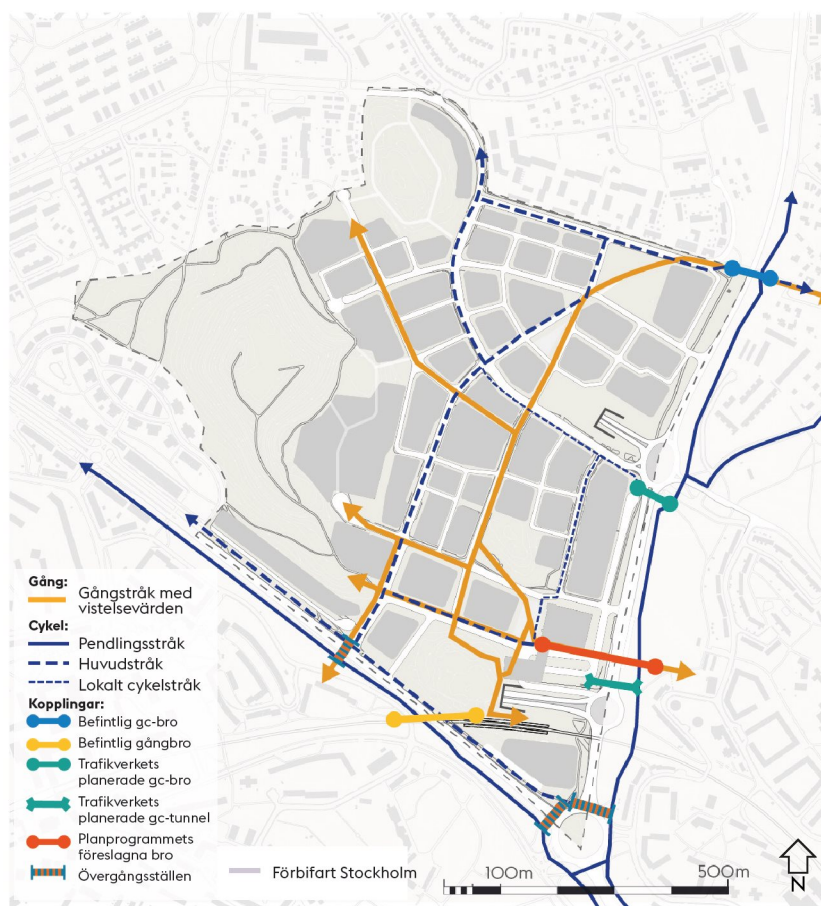 Gång:
Gångstråk med
vistelsevärden
Cykel:
Pendlingsstråk
Huvudstråk
Lokalt cykelstråk
Kopplingar:
Befintlig gc-bro
Befintlig gångbro
Trafikverkets
planerade gc-bro
Trafikverkets
planerade gc-tunnel
Planprogrammets
föreslagna bro
Övergångsställen
Förbifart Stockholm
100m
500m
N